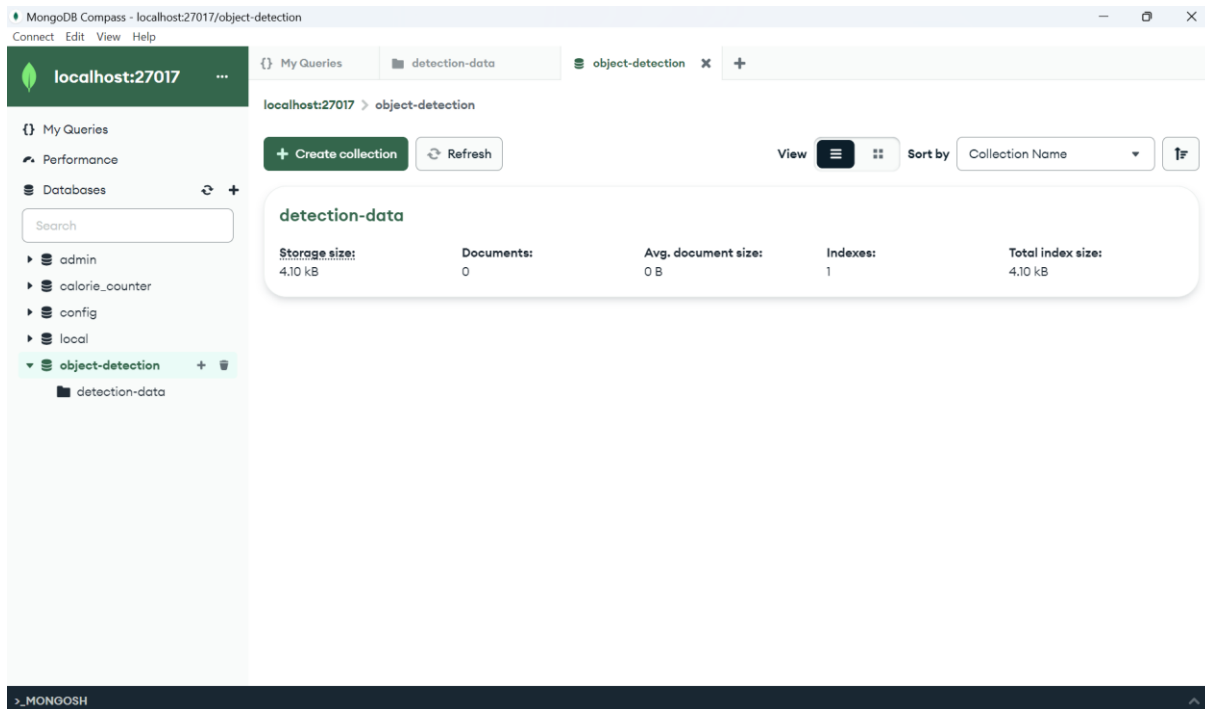 MongoDB Compass - localhost:27017/object-detection
Connect Edit View Help
localhost:27017 ...
{} My Queries
Performance
Databases
Search
admin
calorie_counter
config
local
object-detection
detection-data
{} My Queries
detection-data
object-detection
localhost:27017 > object-detection
+ Create collection
Refresh
View
Sort by
Collection Name
detection-data
Storage size: Documents: Avg. document size: Indexes: Total index size:
4.10 kB 0 0 B 1 4.10 kB
>_MONGOSH